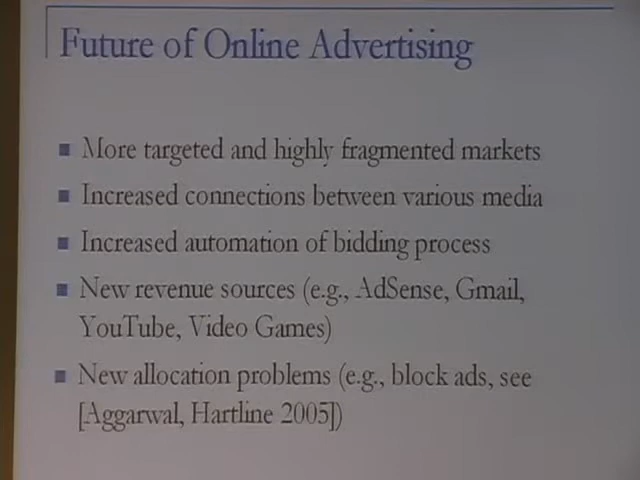 Future of Online Advertising
More targeted and highly fragmented markets
Increased connections between various media
Increased automation of bidding process
New revenue sources (e.g., AdSense, Gmail,
YouTube, Video Games)
New allocation problems (e.g., block ads, see
[Aggarwal, Hartline 2005])